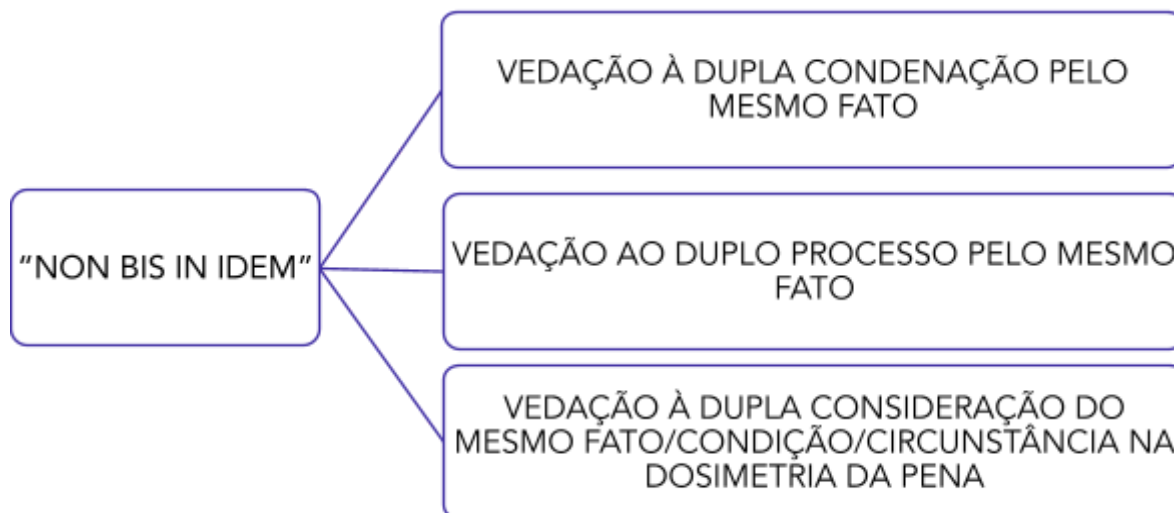 VEDAÇÃO À DUPLA CONDENAÇÃO PELO
MESMO FATO
“NON BIS IN IDEM”
VEDAÇÃO AO DUPLO PROCESSO PELO MESMO
FATO
VEDAÇÃO À DUPLA CONSIDERAÇÃO DO
MESMO FATO/CONDIÇÃO/CIRCUNSTÂNCIA NA
DOSIMETRIA DA PENA